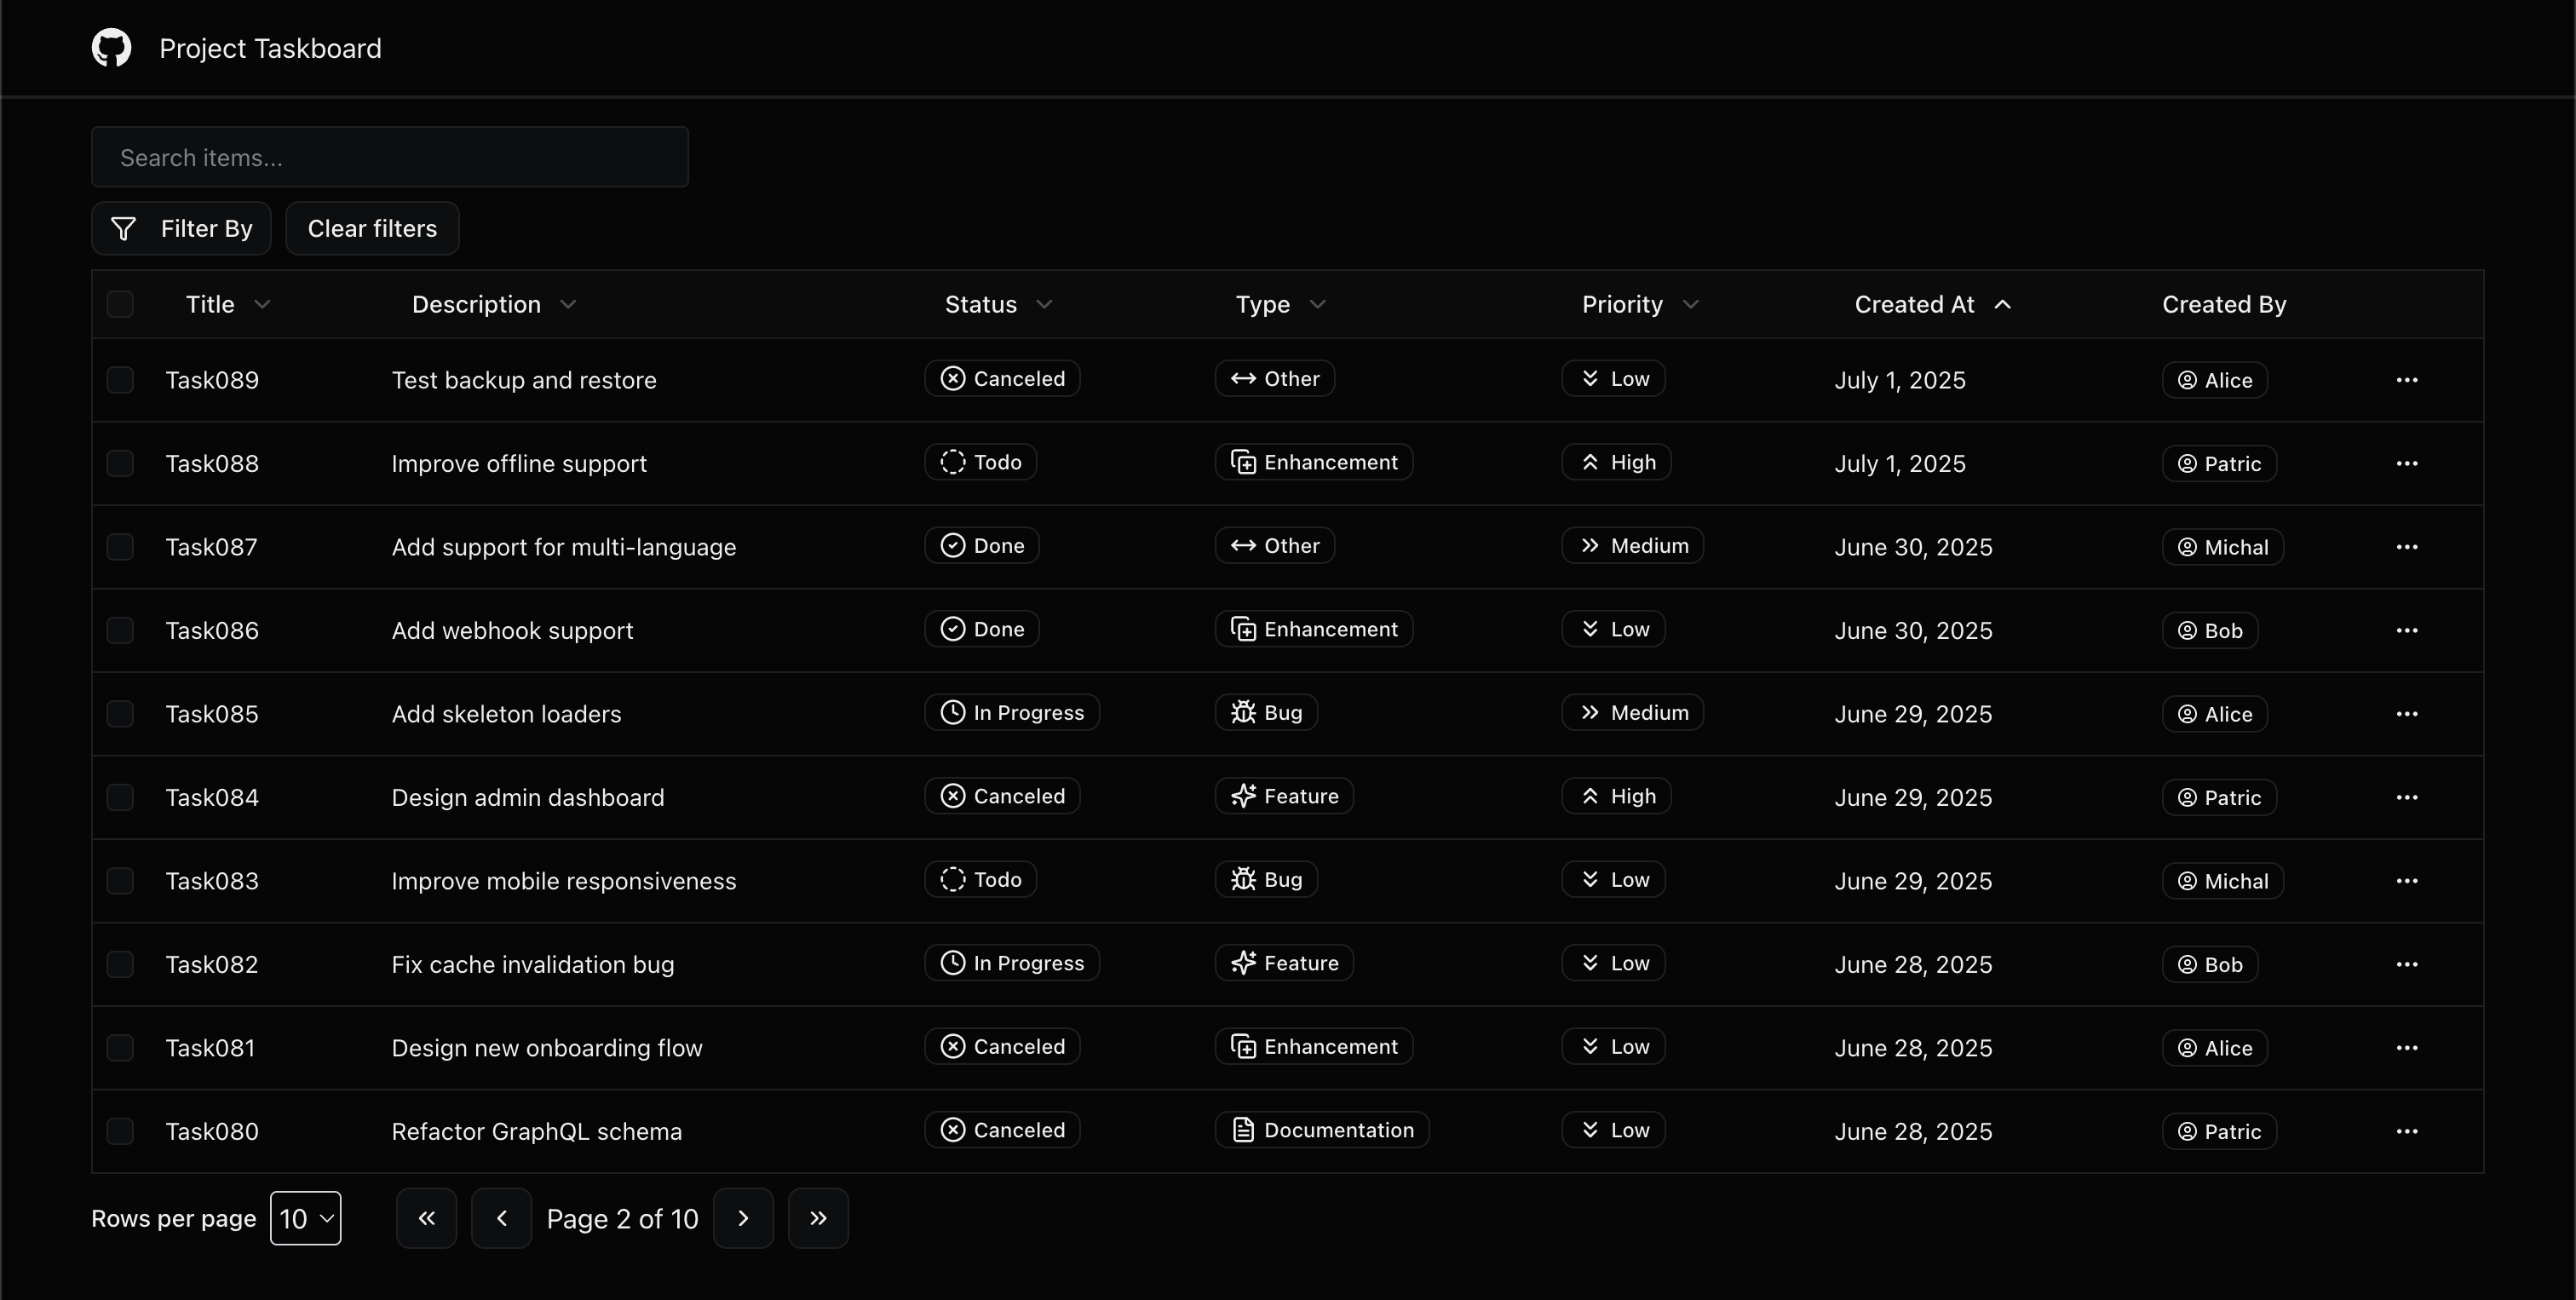 Project Taskboard
Search items...
Filter By Clear filters
Title Description Status Type Priority Created At Created By
Task089 Test backup and restore Canceled Other Low July 1, 2025 Alice
Task088 Improve offline support Todo Enhancement High July 1, 2025 Patric
Task087 Add support for multi-language Done Other Medium June 30, 2025 Michal
Task086 Add webhook support Done Enhancement Low June 30, 2025 Bob
Task085 Add skeleton loaders In Progress Bug Medium June 29, 2025 Alice
Task084 Design admin dashboard Canceled Feature High June 29, 2025 Patric
Task083 Improve mobile responsiveness Todo Bug Low June 29, 2025 Michal
Task082 Fix cache invalidation bug In Progress Feature Low June 28, 2025 Bob
Task081 Design new onboarding flow Canceled Enhancement Low June 28, 2025 Alice
Task080 Refactor GraphQL schema Canceled Documentation Low June 28, 2025 Patric
Rows per page 10 Page 2 of 10